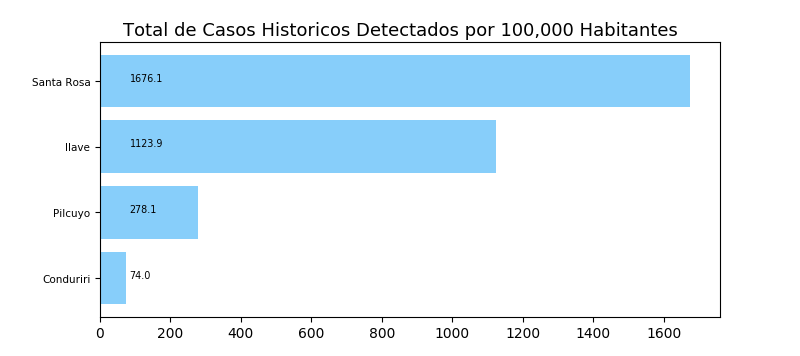 Total de Casos Historicos Detectados por 100,000 Habitantes
Santa Rosa 1676.1
Ilave 1123.9
Pilcuyo 278.1
Conduriri 74.0
0 200 400 600 800 1000 1200 1400 1600